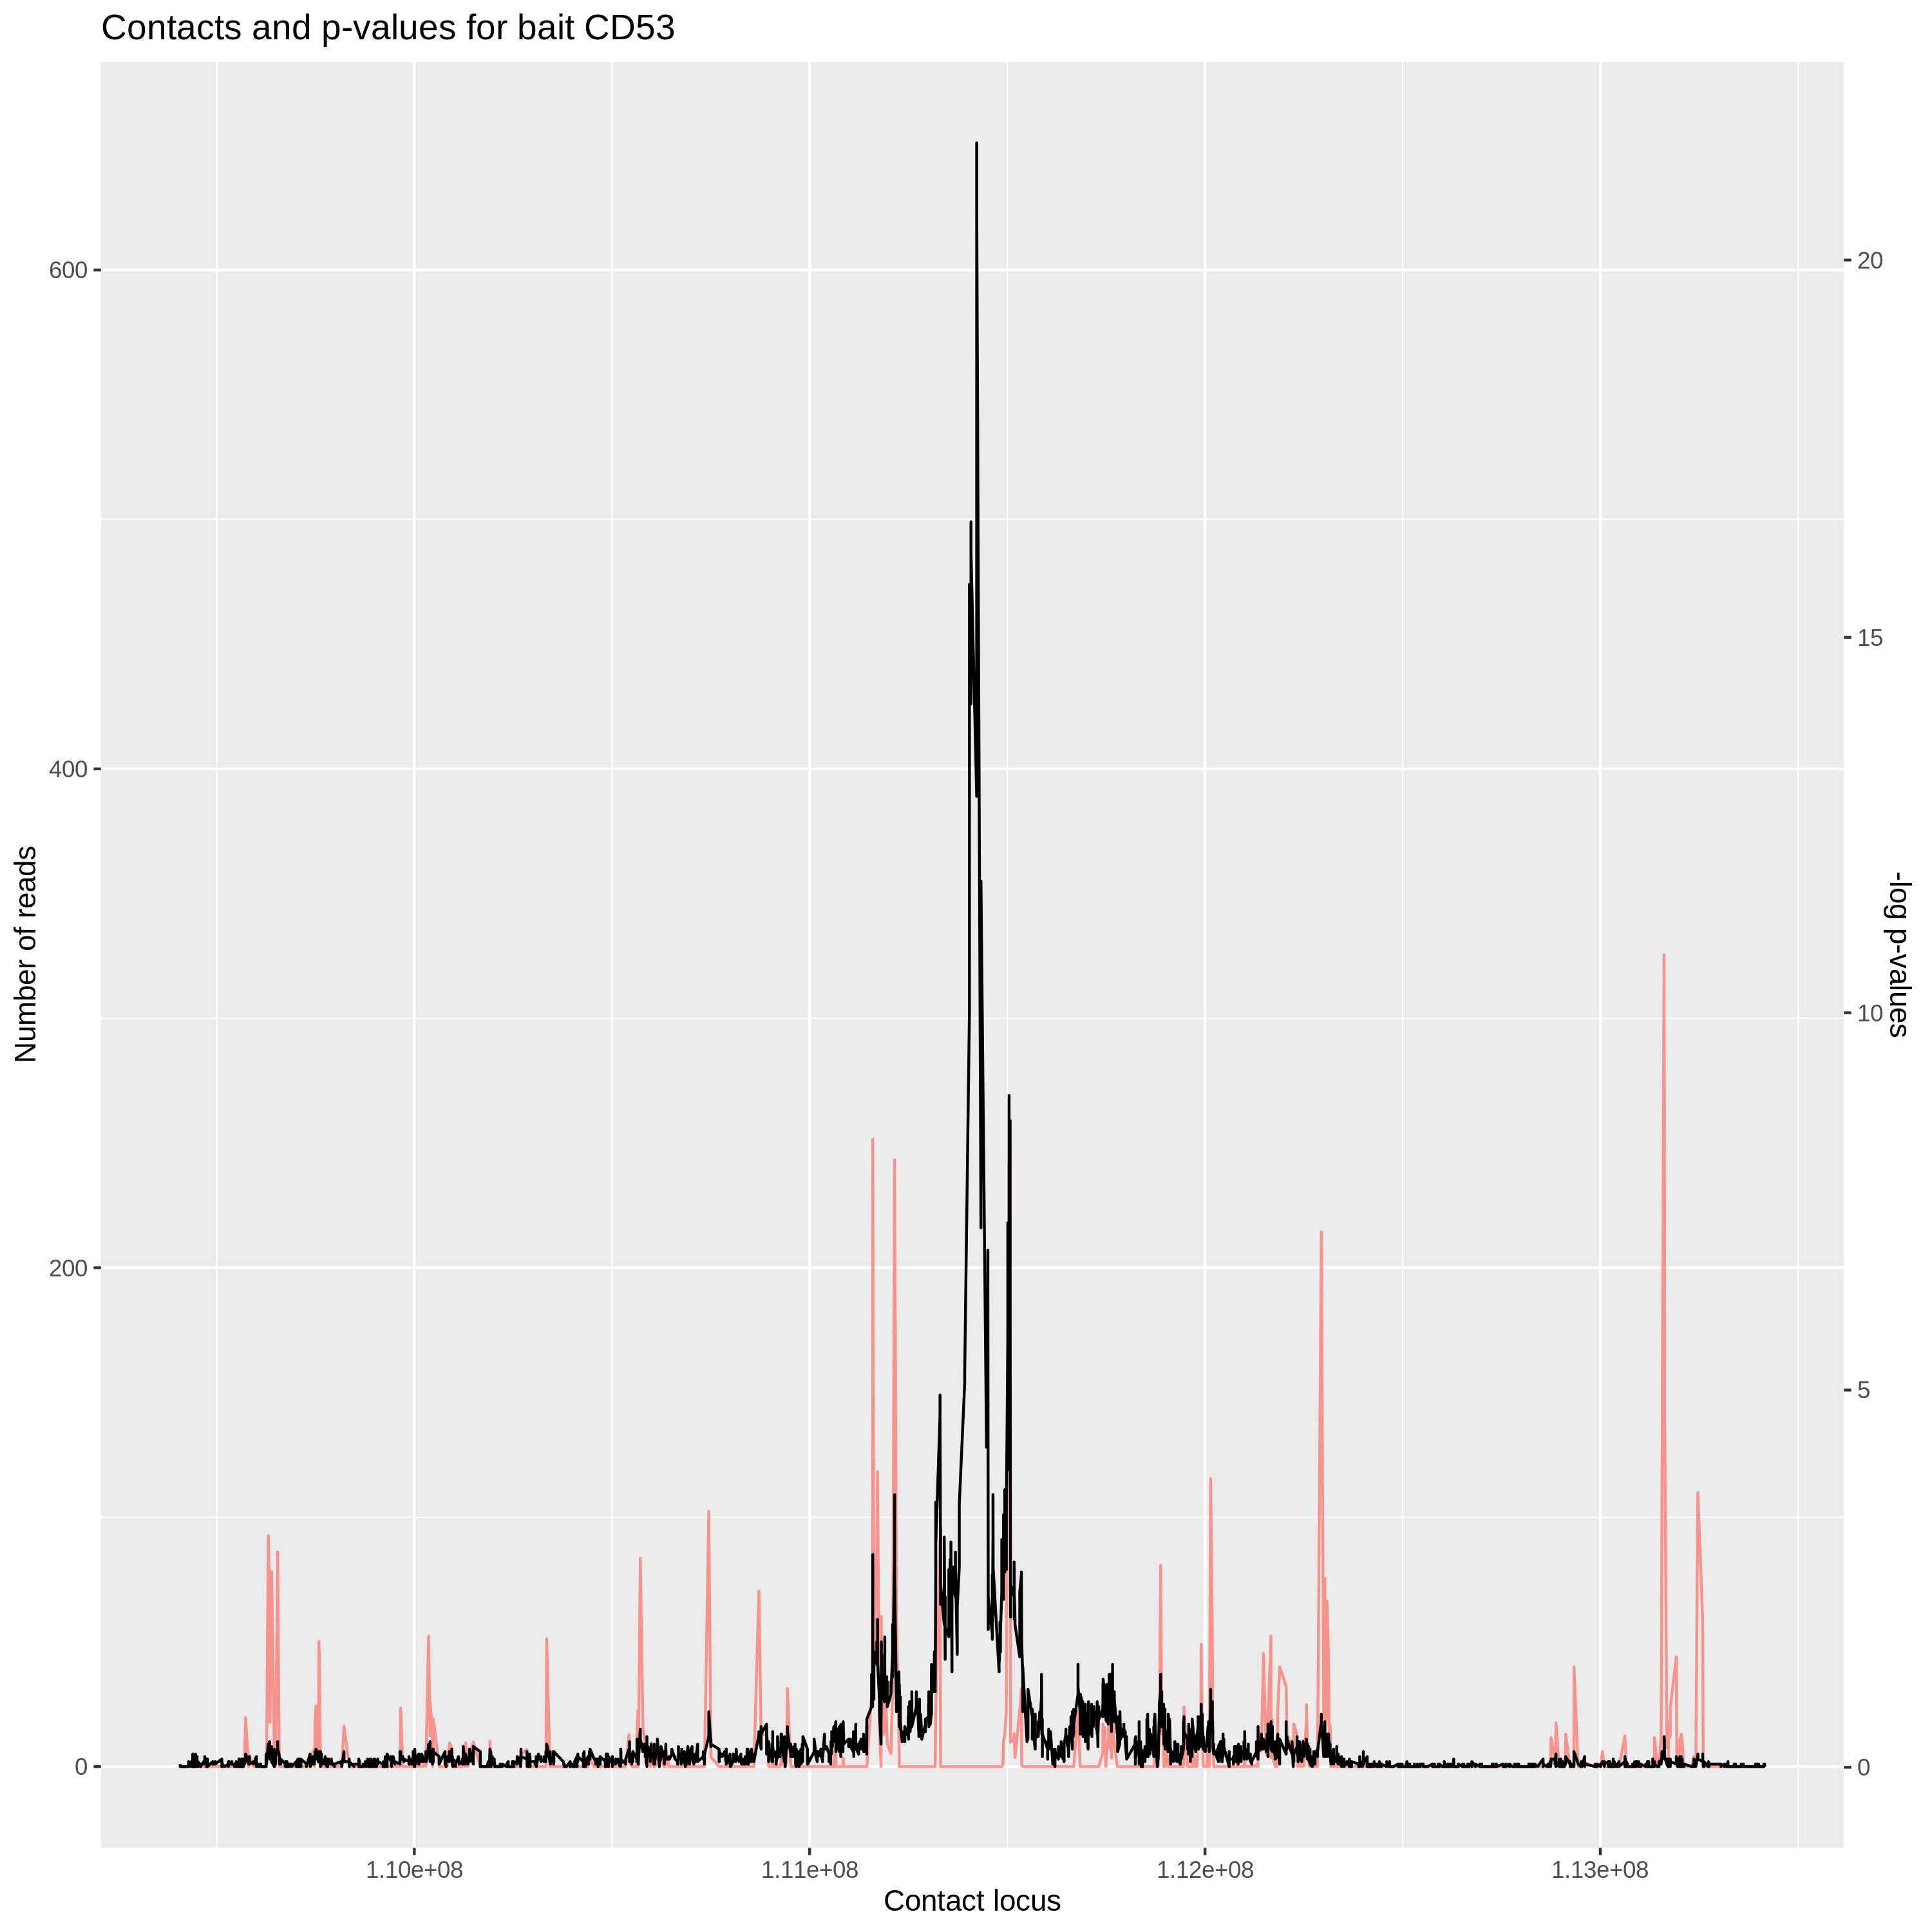 Contacts and p-values for bait CD53
600
400
200
0
Number of reads
20
15
10
5
0
-log p-values
1.10e+08
1.11e+08
1.12e+08
1.13e+08
Contact locus